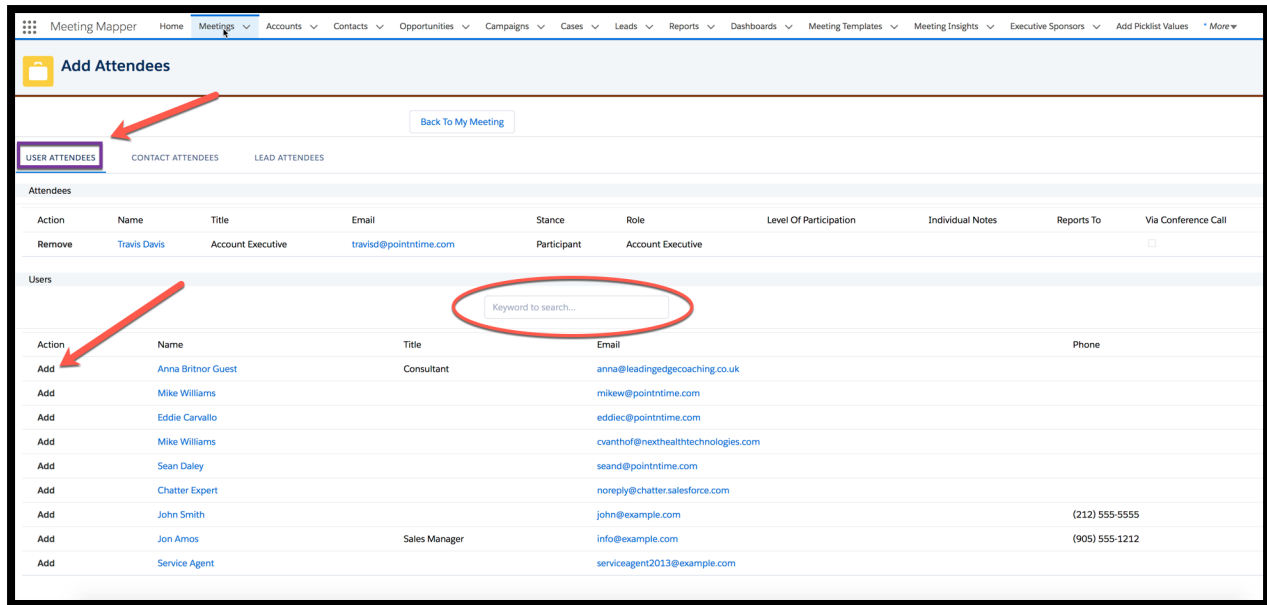 Meeting Mapper Home Meetings Accounts Contacts Opportunities Campaigns Cases Leads Reports Dashboards Meeting Templates Meeting Insights Executive Sponsors Add Picklist Values * More
Add Attendees
Back To My Meeting
USER ATTENDEES CONTACT ATTENDEES LEAD ATTENDEES
Attendees
Action Name Title Email Stance Role Level Of Participation Individual Notes Reports To Via Conference Call
Remove Travis Davis Account Executive travisd@pointntime.com Participant Account Executive
Users
Keyword to search...
Action Name Title Email Phone
Add Anna Britnor Guest Consultant anna@leadingedgecoaching.co.uk
Add Mike Williams mikew@pointntime.com
Add Eddie Carvallo eddiec@pointntime.com
Add Mike Williams cvanthof@nexthealthtechnologies.com
Add Sean Daley seand@pointntime.com
Add Chatter Expert noreply@chatter.salesforce.com
Add John Smith john@example.com (212) 555-5555
Add Jon Amos Sales Manager info@example.com (905) 555-1212
Add Service Agent serviceagent2013@example.com